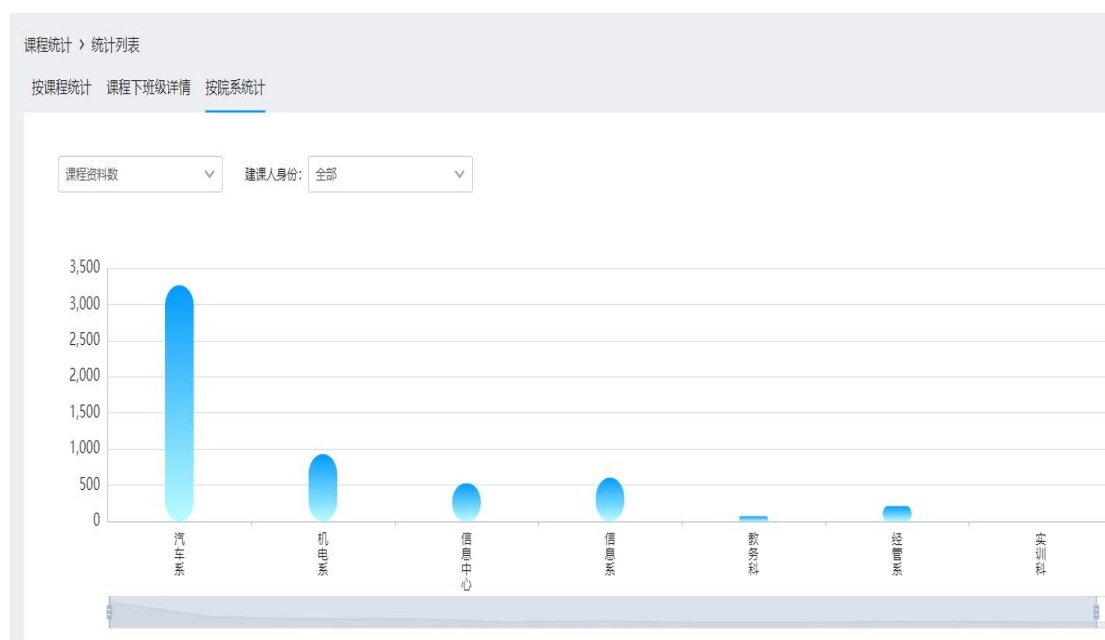 课程统计 > 统计列表
按课程统计 课程下班级详情 按院系统计
课程资料数 建课人身份: 全部
3,500
3,000
2,500
2,000
1,500
1,000
500
0
汽车系 机电系 信息中心 信息系 教务科 经管系 实训科